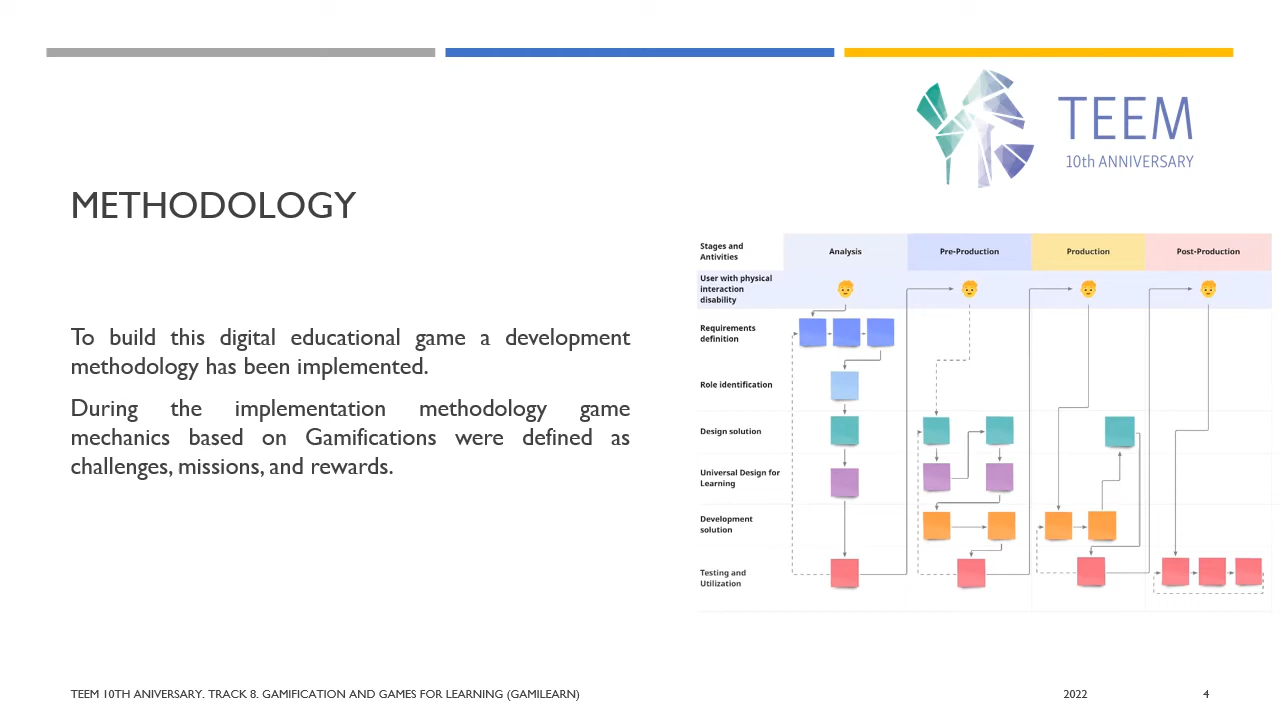 TEEM
10th ANNIVERSARY
METHODOLOGY
To build this digital educational game a development
methodology has been implemented.
During the implementation methodology game
mechanics based on Gamifications were defined as
challenges, missions, and rewards.
Stages and
Antivities
Analysis
Pre-Production
Production
Post-Production
User with physical
interaction
disability
Requirements
definition
Role identification
Design solution
Universal Design for
Learning
Development
solution
Testing and
Utilization
TEEM 10TH ANIVERSARY. TRACK 8. GAMIFICATION AND GAMES FOR LEARNING (GAMILEARN)
2022
4